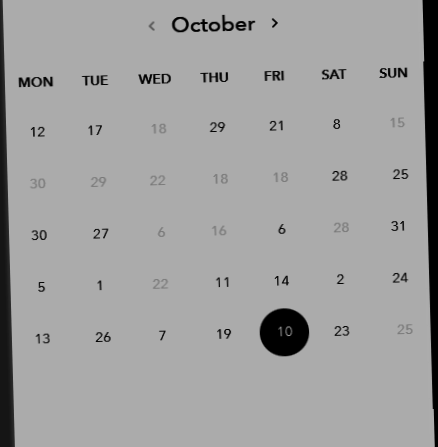 < October >
MON TUE WED THU FRI SAT SUN
12 17 18 29 21 8 15
30 29 22 18 18 28 25
30 27 6 16 6 28 31
5 1 22 11 14 2 24
13 26 7 19 10 23 25